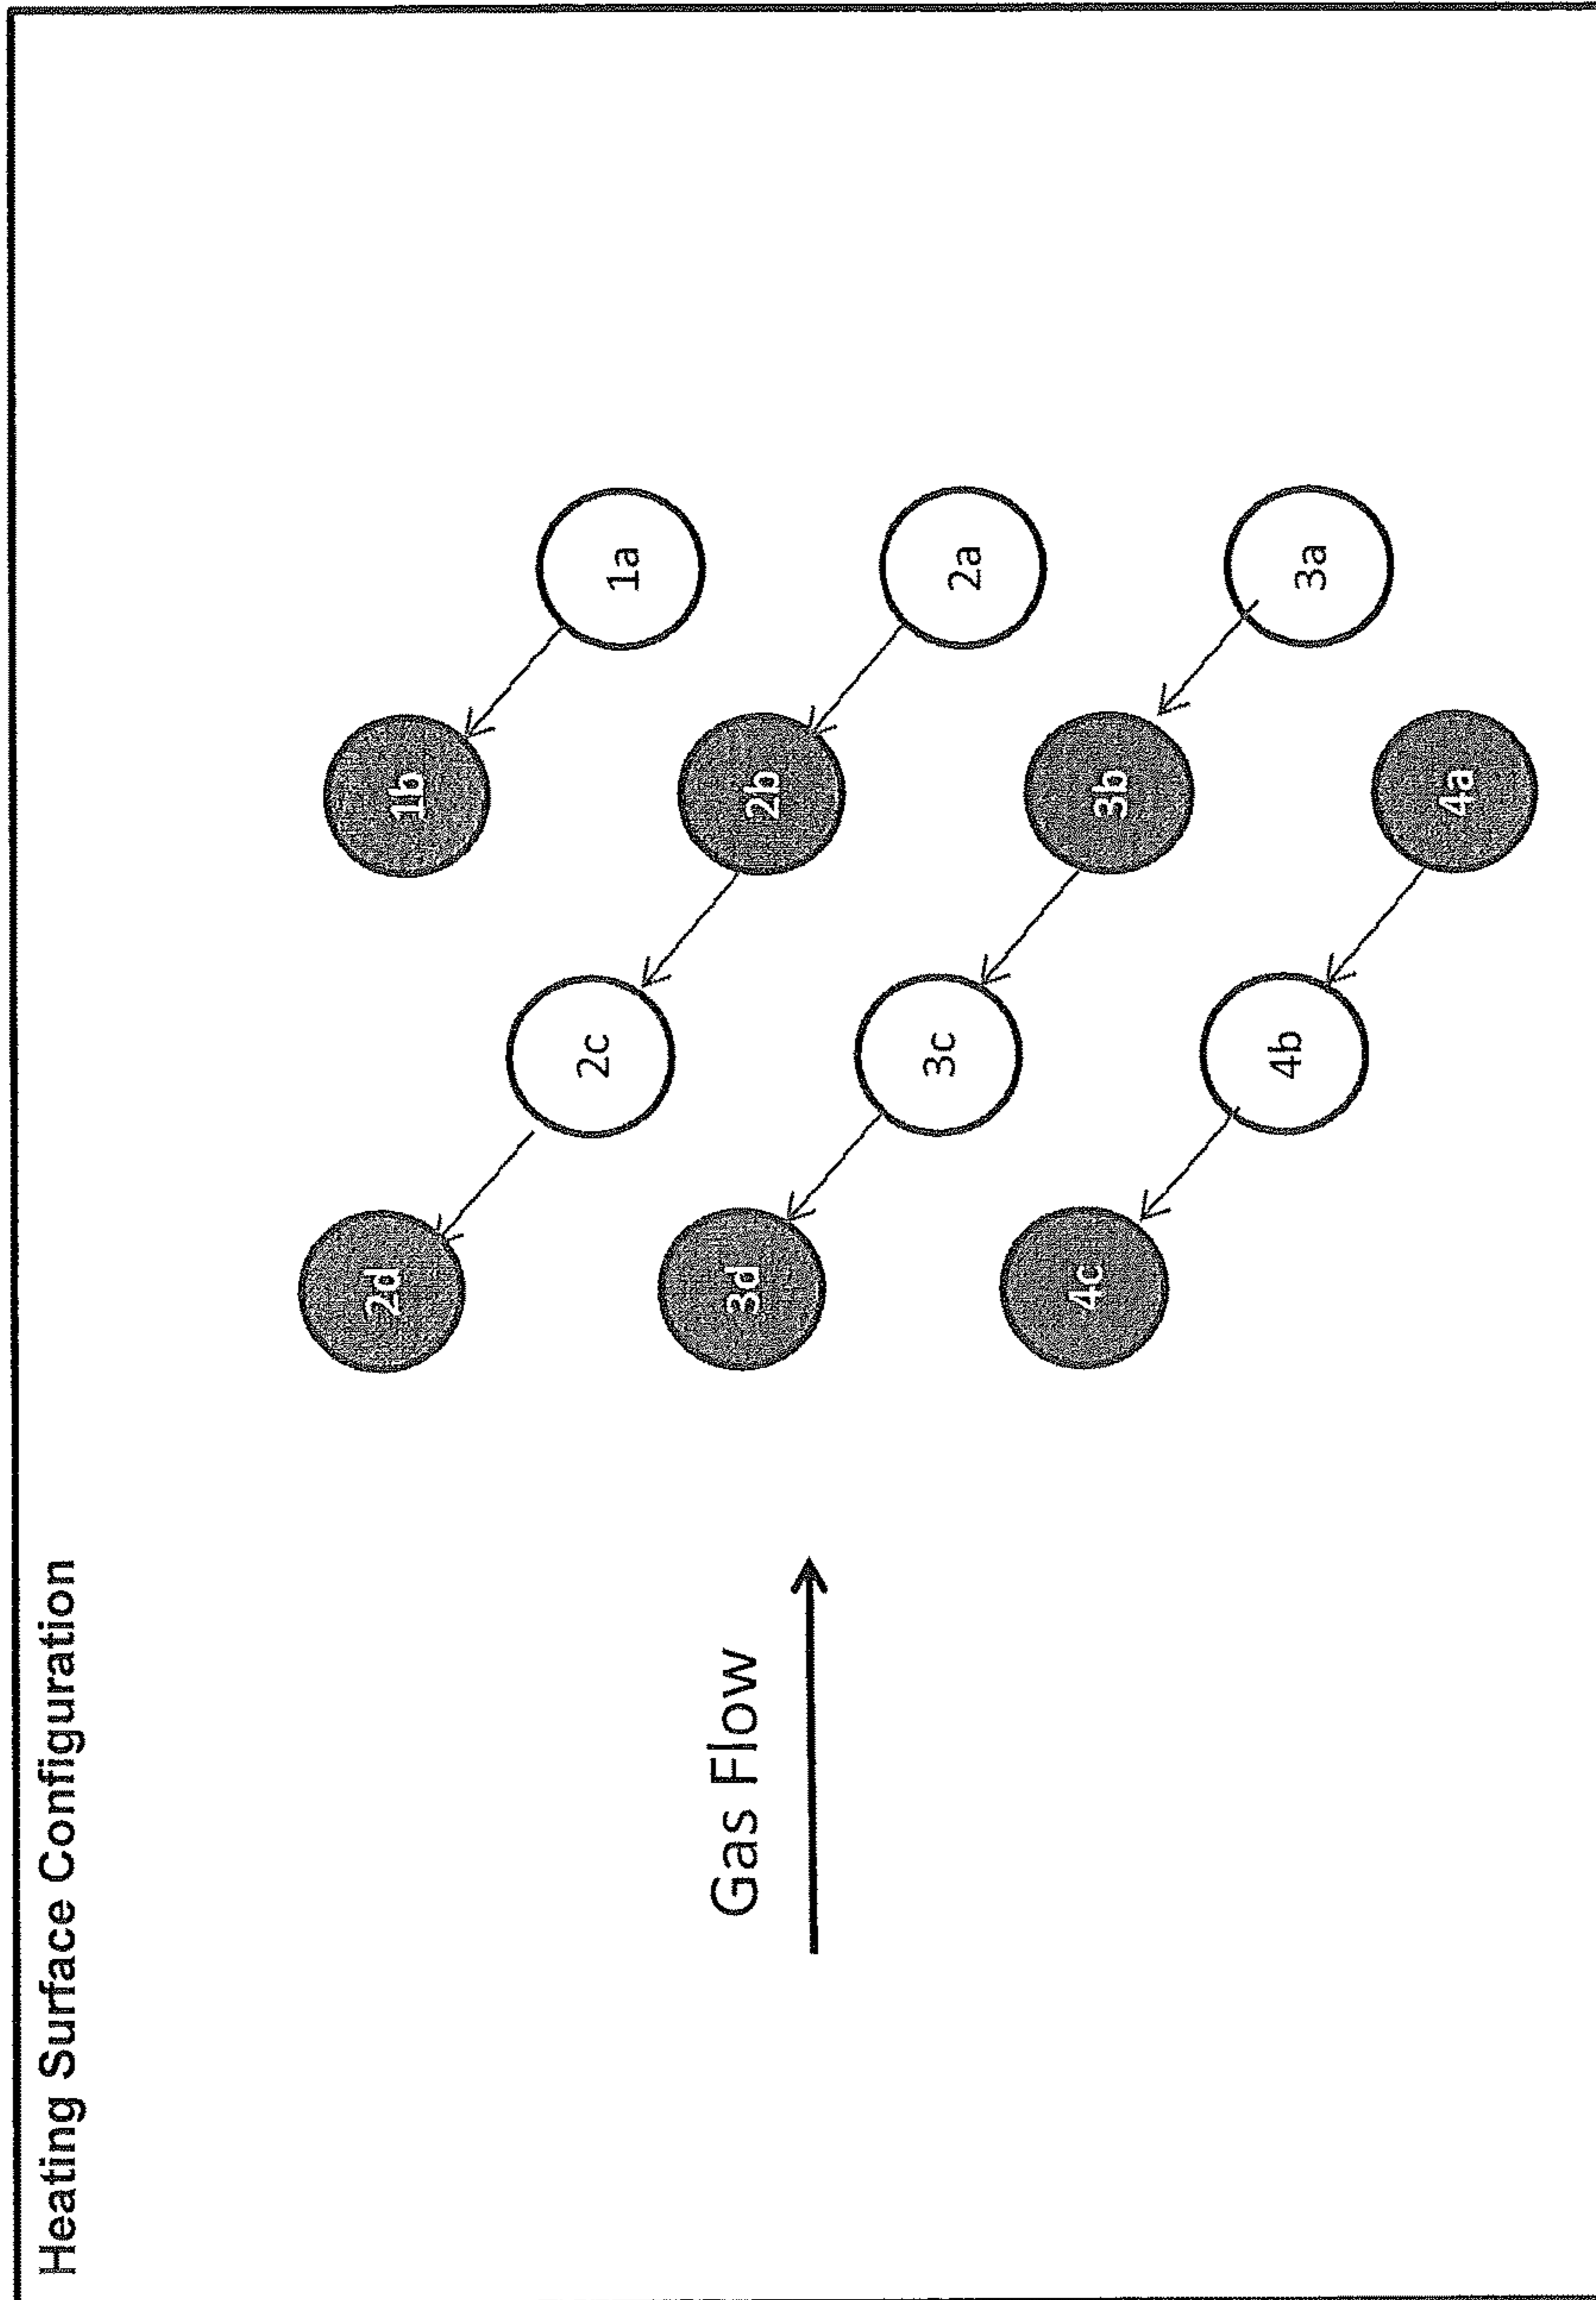 Heating Surface Configuration
2d
1b
2c
1a
Gas Flow
3d
2b
3c
2a
4c
3b
4b
3a
4a